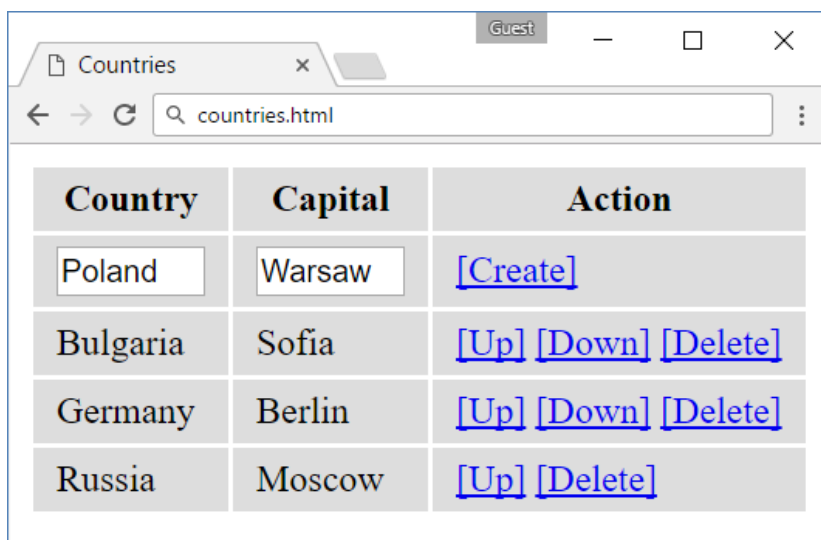 Guest
Countries
countries.html
Country Capital Action
Poland Warsaw [Create]
Bulgaria Sofia [Up] [Down] [Delete]
Germany Berlin [Up] [Down] [Delete]
Russia Moscow [Up] [Delete]